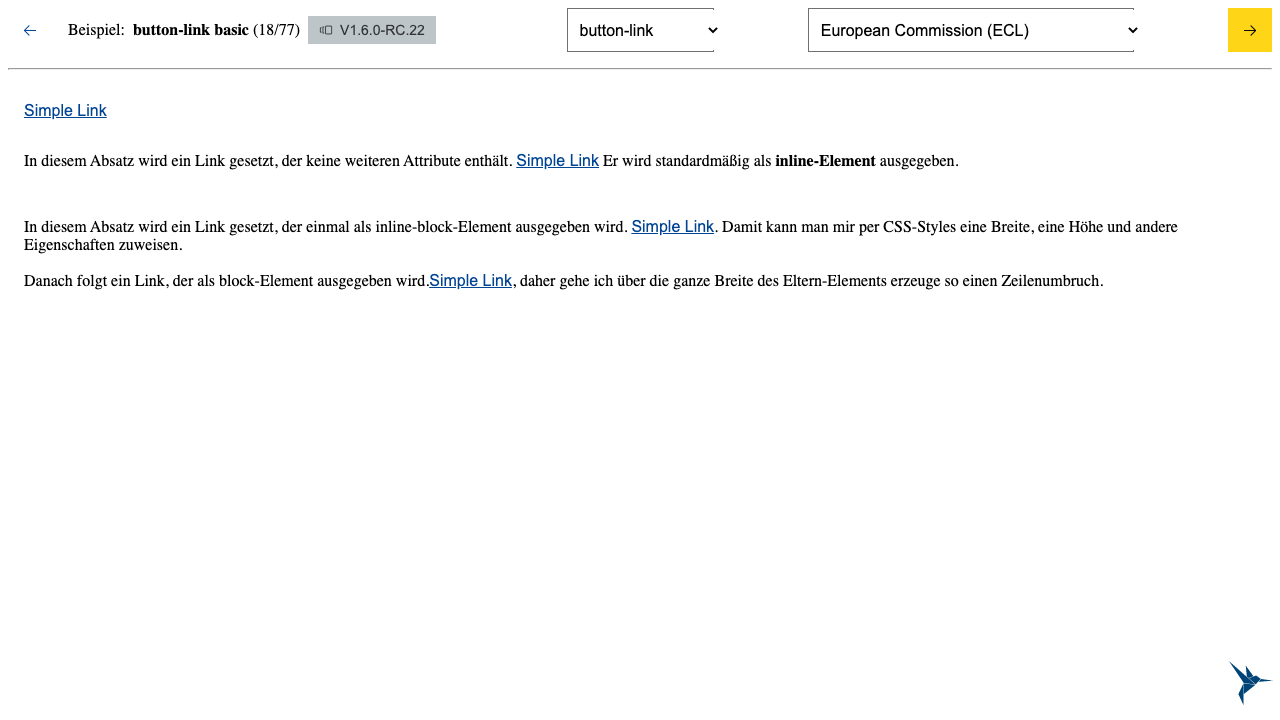 Beispiel: button-link basic (18/77) V1.6.0-RC.22 button-link European Commission (ECL)
Simple Link
In diesem Absatz wird ein Link gesetzt, der keine weiteren Attribute enthält. Simple Link Er wird standardmäßig als inline-Element ausgegeben.
In diesem Absatz wird ein Link gesetzt, der einmal als inline-block-Element ausgegeben wird. Simple Link. Damit kann man mir per CSS-Styles eine Breite, eine Höhe und andere
Eigenschaften zuweisen.
Danach folgt ein Link, der als block-Element ausgegeben wird.Simple Link, daher gehe ich über die ganze Breite des Eltern-Elements erzeuge so einen Zeilenumbruch.